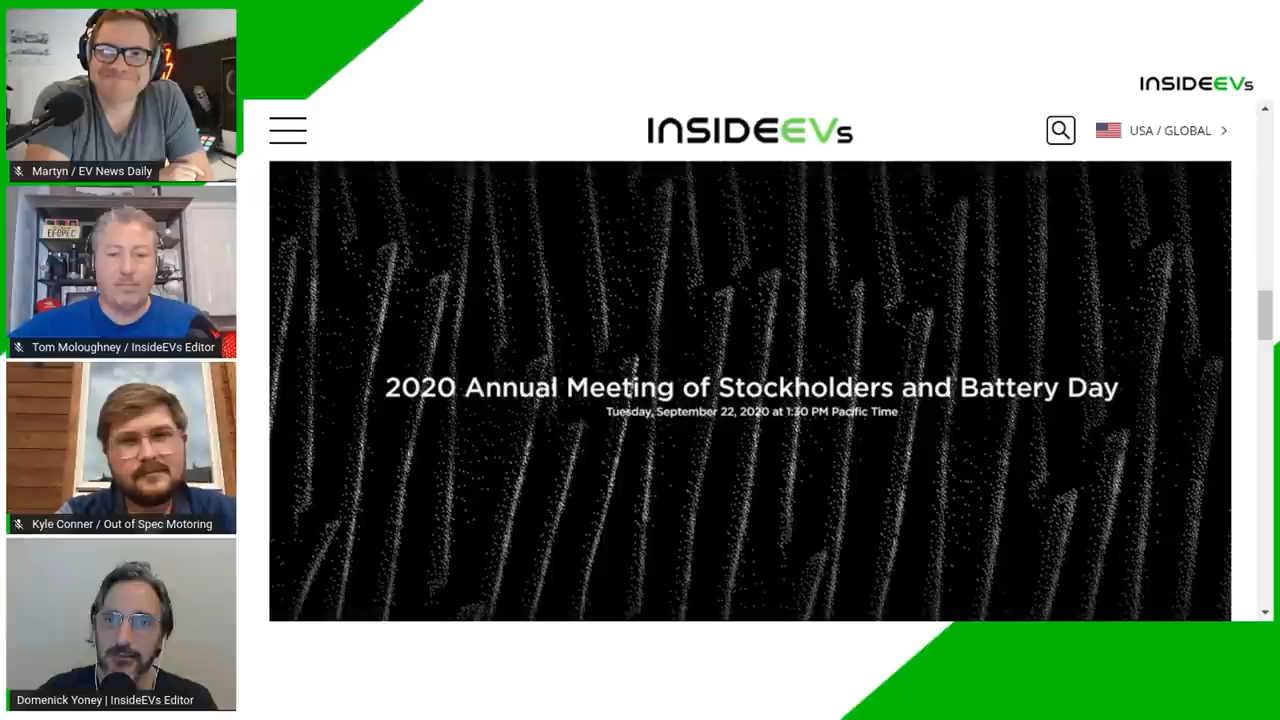 Martyn / EV News Daily
EFOPEC
Tom Moloughney / InsideEVs Editor
Kyle Conner / Out of Spec Motoring
Domenick Yoney | InsideEVs Editor
INSIDEEVs
INSIDEEVs
USA / GLOBAL
2020 Annual Meeting of Stockholders and Battery Day
Tuesday, September 22, 2020 at 1:30 PM Pacific Time